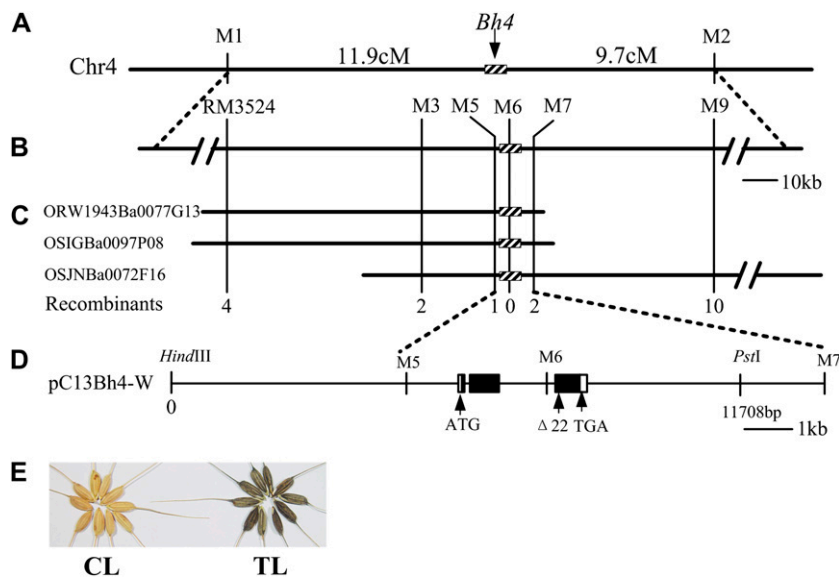 A
M1
Bh4
M2
Chr4
11.9cM
9.7cM
RM3524
M3
M5
M6
M7
M9
B
10kb
C
ORW1943Ba0077G13
OSIGBa0097P08
OSJNBa0072F16
Recombinants
4
2
1
0
2
10
D
HindIII
M5
M6
PstI
M7
pC13Bh4-W
0
ATG
Δ 22
TGA
11708bp
1kb
E
CL
TL